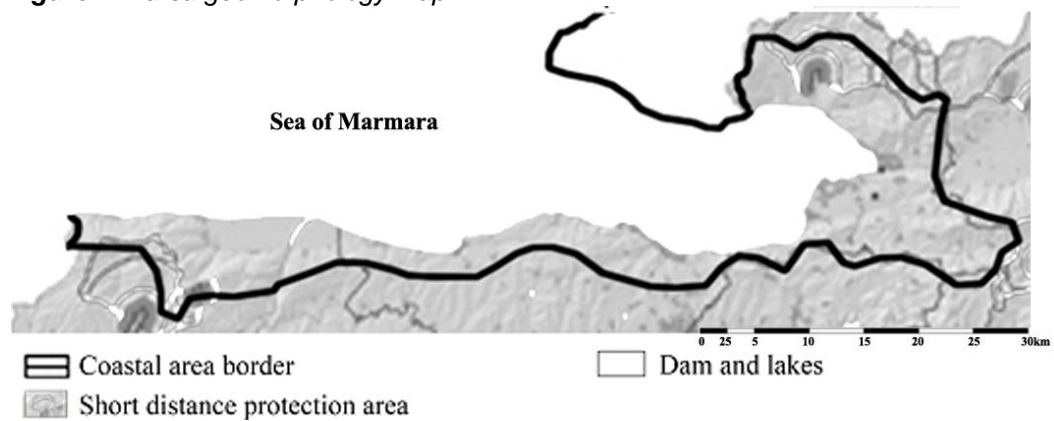 Sea of Marmara
0 25 5 10 15 20 25 30km
Coastal area border
Dam and lakes
Short distance protection area